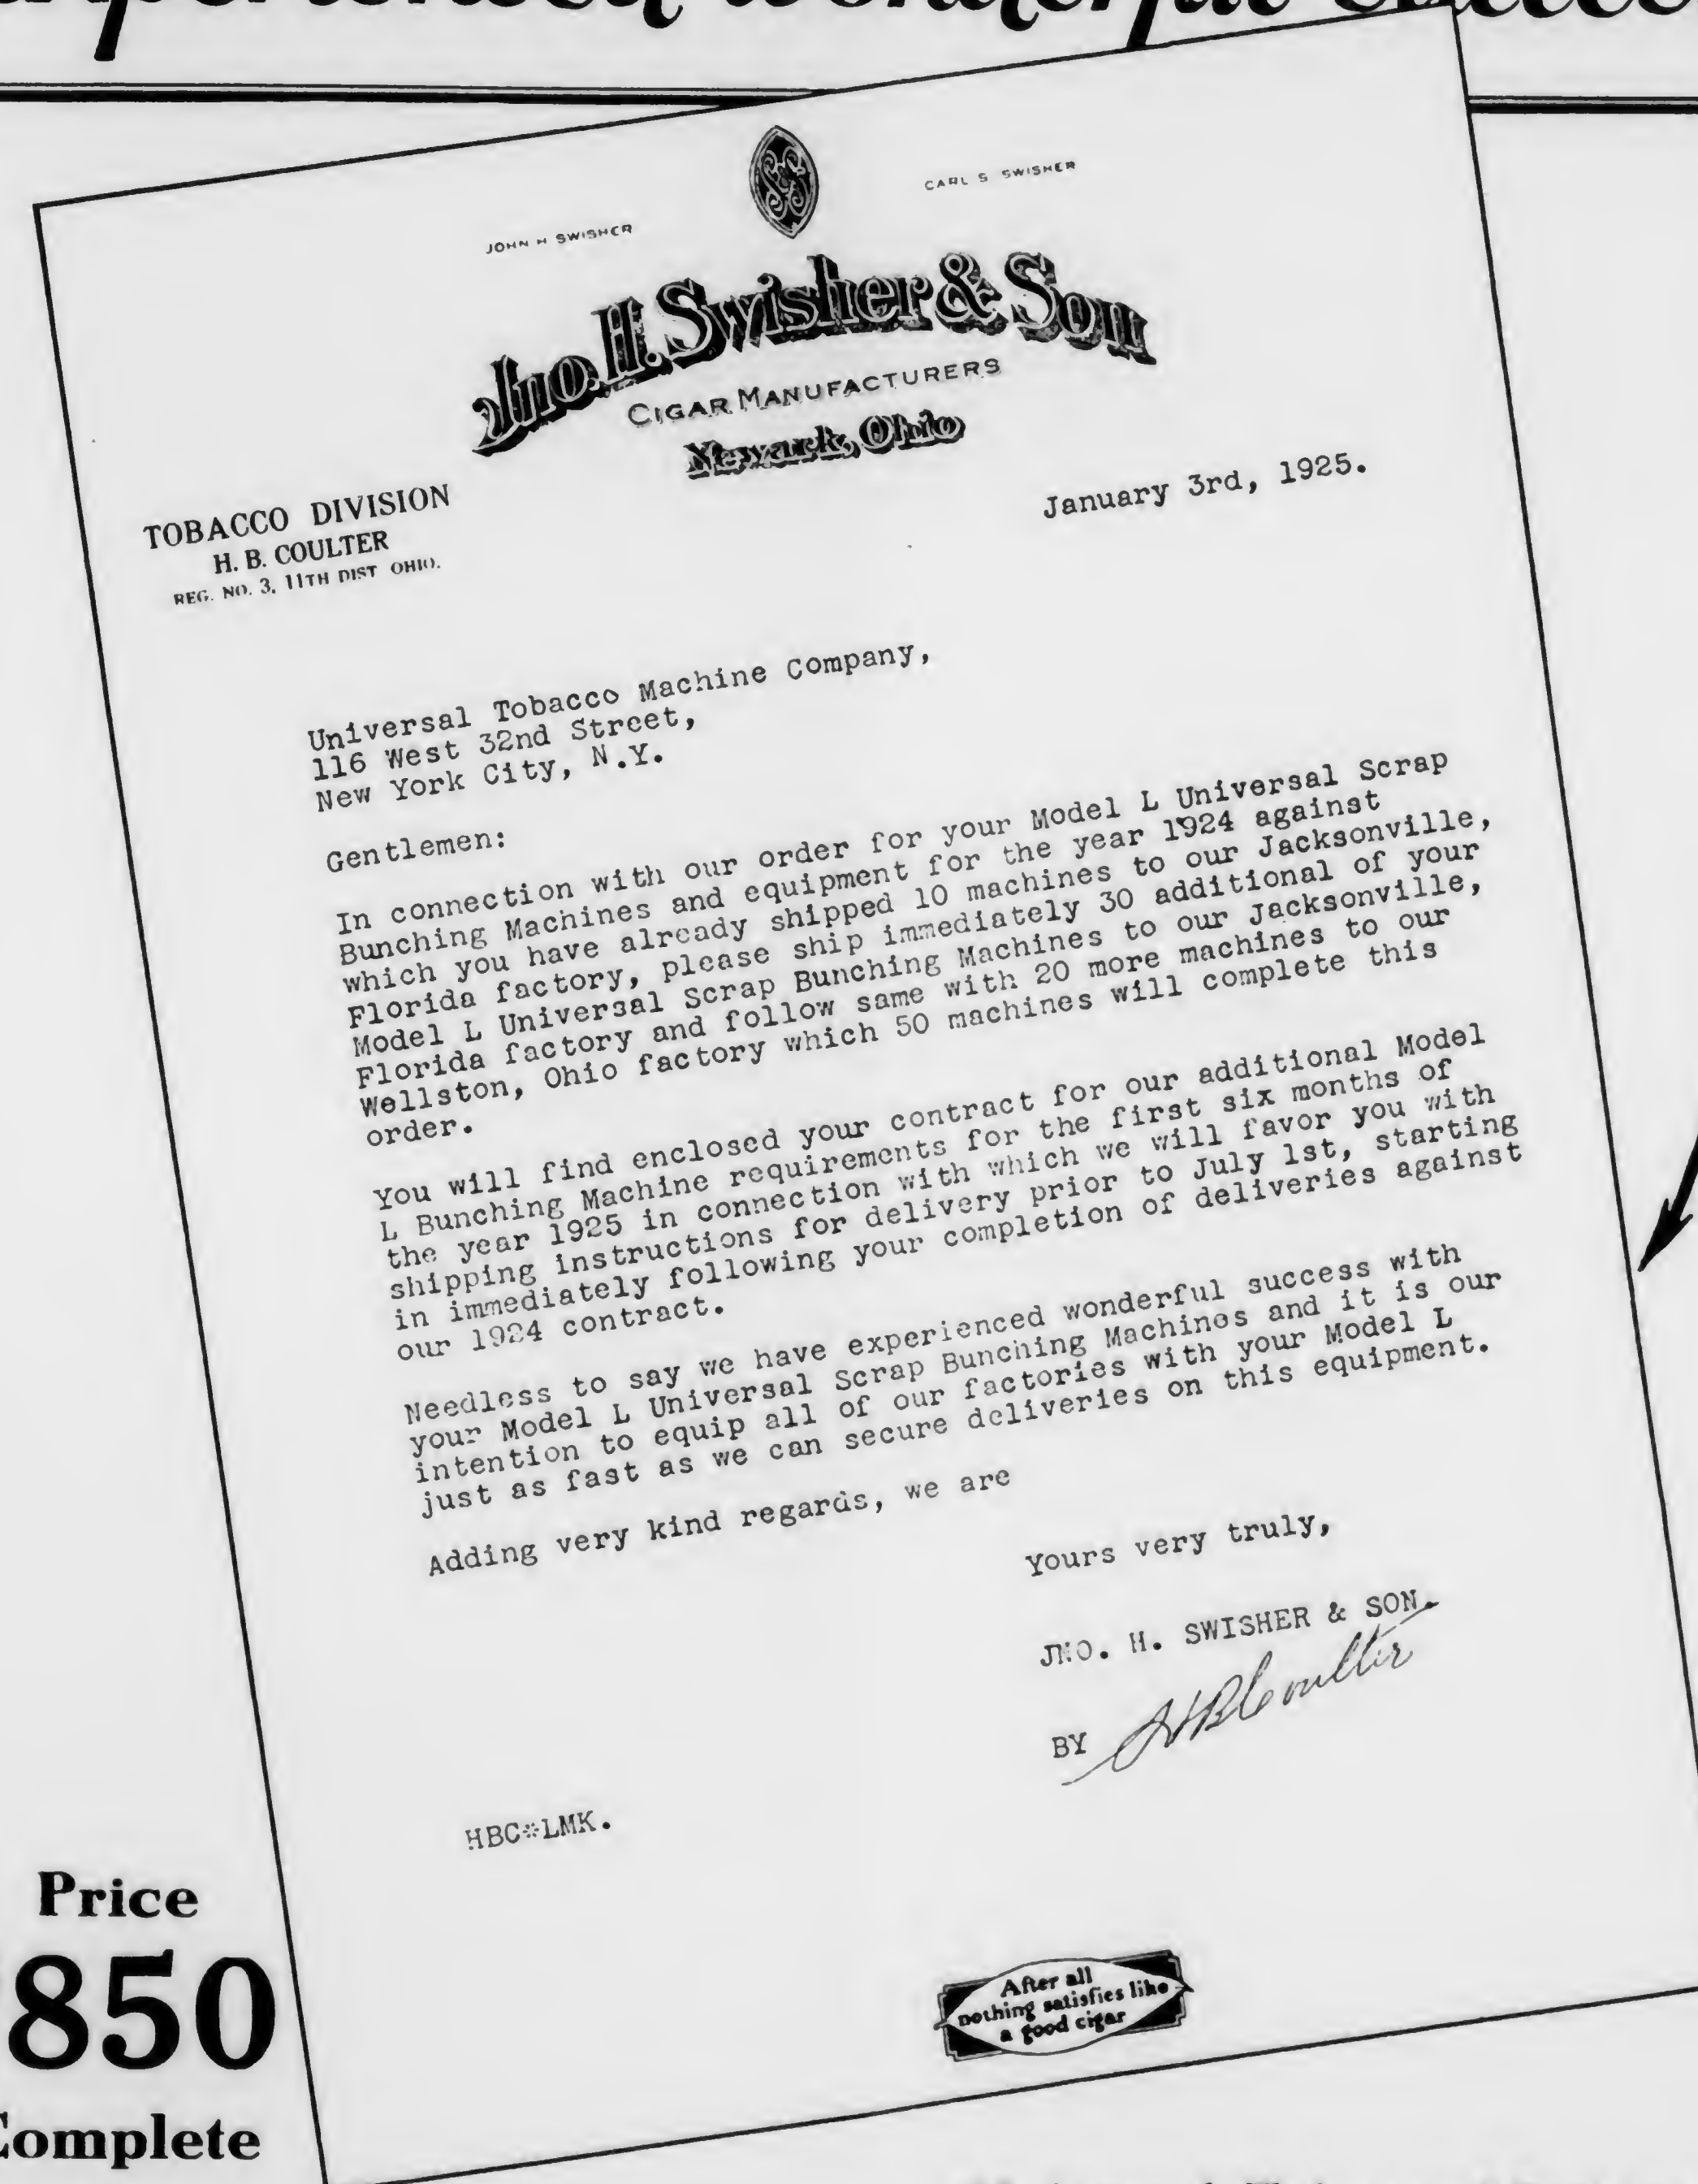 Experienced Wonderful Success
JOHN H SWISHER
CARL S SWISHER
S&S
Jno. H. Swisher & Son
CIGAR MANUFACTURERS
Newark, Ohio
TOBACCO DIVISION
H. B. COULTER
REG. NO. 3, 11TH DIST OHIO.
January 3rd, 1925.
Universal Tobacco Machine Company,
116 West 32nd Street,
New York City, N.Y.
Gentlemen:
In connection with our order for your Model L Universal Scrap
Bunching Machines and equipment for the year 1924 against
which you have already shipped 10 machines to our Jacksonville,
Florida factory, please ship immediately 30 additional of your
Model L Universal Scrap Bunching Machines to our Jacksonville,
Florida factory and follow same with 20 more machines to our
Wellston, Ohio factory which 50 machines will complete this
order.
You will find enclosed your contract for our additional Model
L Bunching Machine requirements for the first six months of
the year 1925 in connection with which we will favor you with
shipping instructions for delivery prior to July 1st, starting
in immediately following your completion of deliveries against
our 1924 contract.
Needless to say we have experienced wonderful success with
your Model L Universal Scrap Bunching Machines and it is our
intention to equip all of our factories with your Model L
just as fast as we can secure deliveries on this equipment.
Adding very kind regards, we are
Yours very truly,
JNO. H. SWISHER & SON.
BY HBCoulter
HBC*LMK.
Price
850
Complete
After all
nothing satisfies like
a good cigar